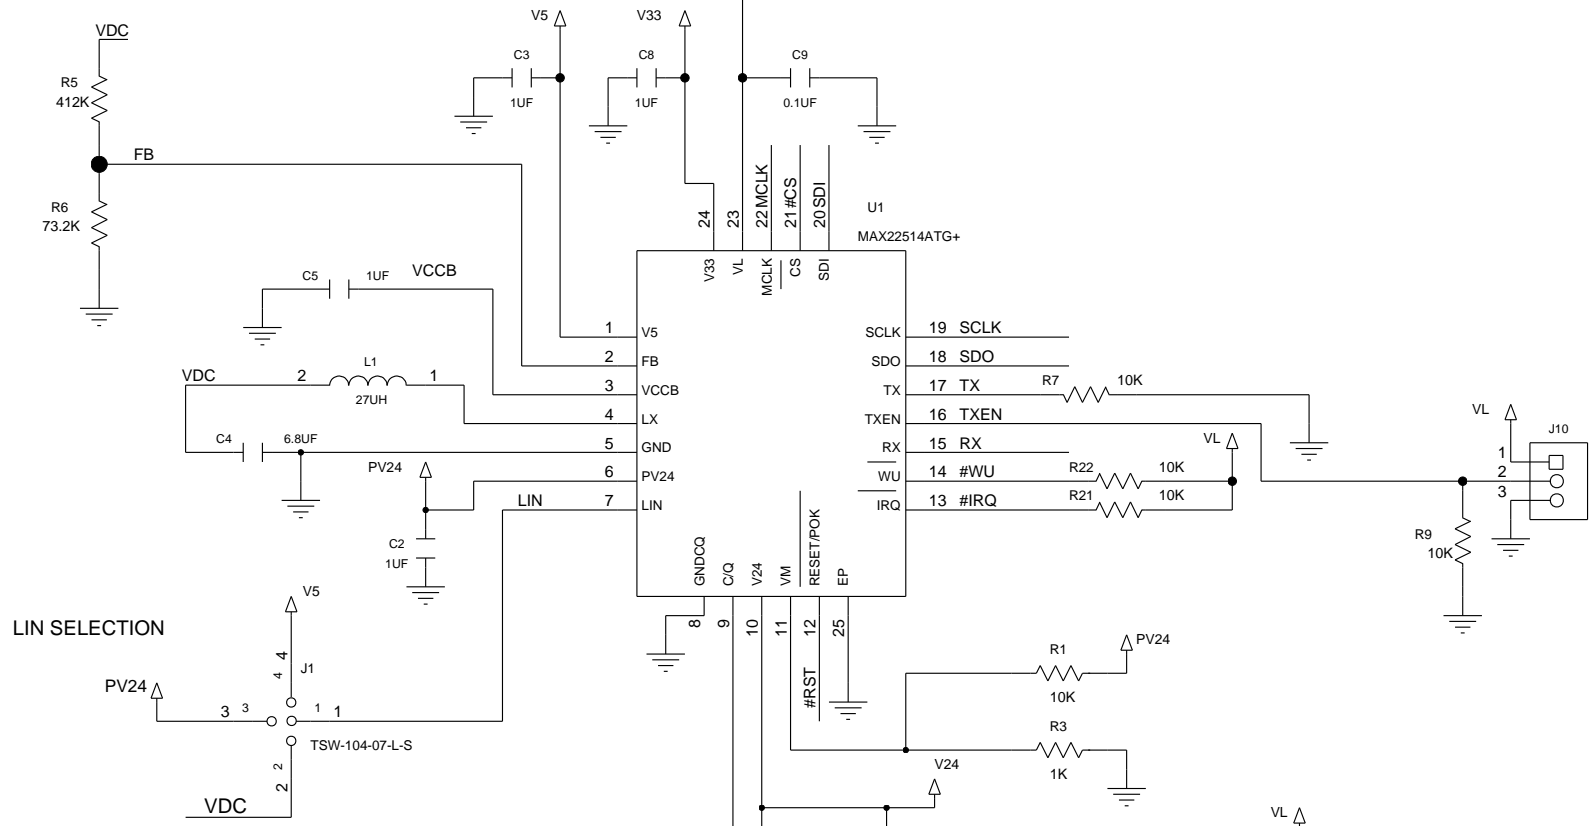 VDC
R5
412K
FB
R6
73.2K
V5
C3
1UF
V33
C8
1UF
C9
0.1UF
24
23
22 MCLK
21 #CS
20 SDI
U1
MAX22514ATG+
V33
VL
MCLK
CS
SDI
C5
1UF
VCCB
VDC
2
L1
1
27UH
C4
6.8UF
PV24
C2
1UF
LIN
1
V5
2
FB
3
VCCB
4
LX
5
GND
6
PV24
7
LIN
SCLK
19
SCLK
SDO
18
SDO
TX
17
TX
TXEN
16
TXEN
RX
15
RX
WU
14
#WU
IRQ
13
#IRQ
R7
10K
VL
R22
10K
R21
10K
VL
J10
1
2
3
R9
10K
GNDCQ
C/Q
V24
VM
RESET/POK
EP
8
9
10
11
12
25
#RST
LIN SELECTION
V5
4
4
J1
PV24
3
3
1
1
TSW-104-07-L-S
2
2
VDC
R1
10K
PV24
R3
1K
V24
VL